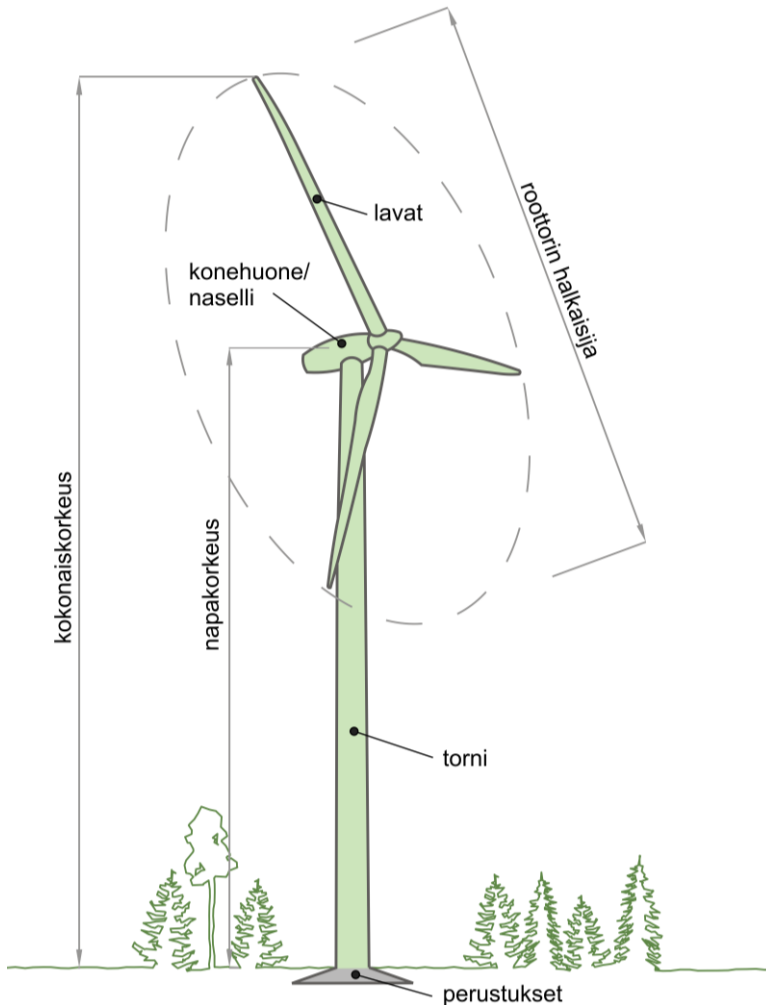 lavat
konehuone/
naselli
roottorin halkaisija
kokonaiskorkeus
napakorkeus
torni
perustukset